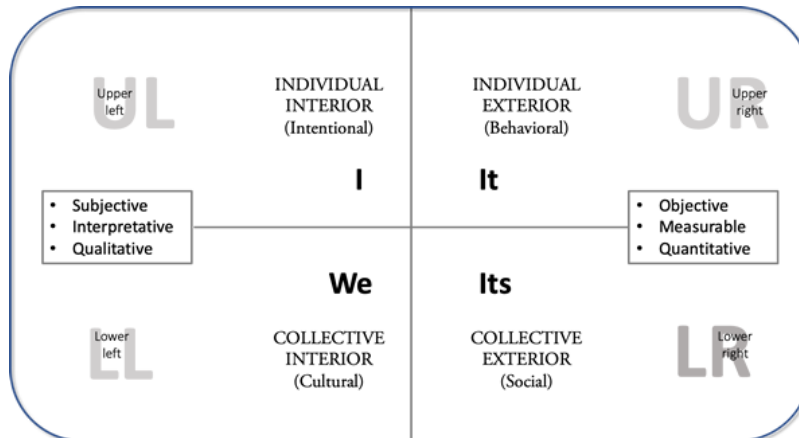 UL
Upper
left
INDIVIDUAL
INTERIOR
(Intentional)
I
INDIVIDUAL
EXTERIOR
(Behavioral)
It
UR
Upper
right
• Subjective
• Interpretative
• Qualitative
• Objective
• Measurable
• Quantitative
We
LL
Lower
left
COLLECTIVE
INTERIOR
(Cultural)
Its
COLLECTIVE
EXTERIOR
(Social)
LR
Lower
right